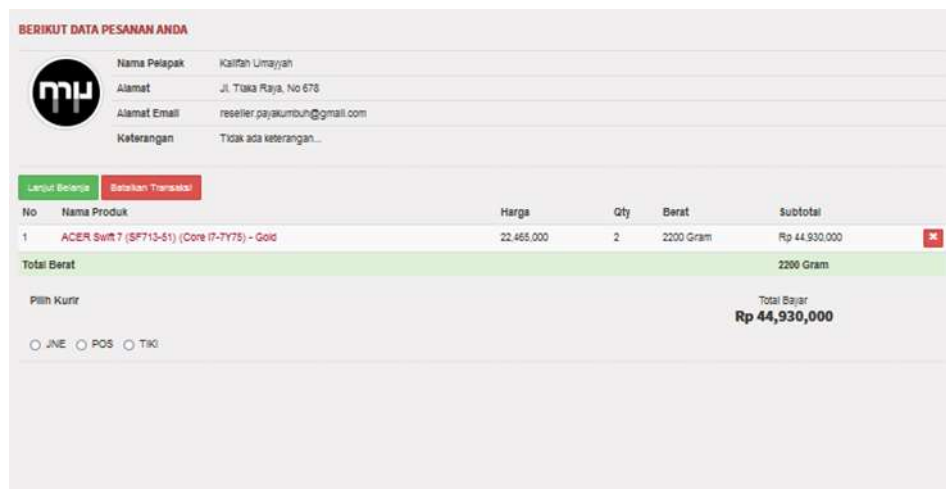 BERIKUT DATA PESANAN ANDA
mu
Nama Pelapak Kalifah Umayyah
Alamat Jl. Tiaka Raya, No 678
Alamat Email reseller.payakumbuh@gmail.com
Keterangan Tidak ada keterangan...
Lanjut Belanja Batalkan Transaksi
No Nama Produk Harga Qty Berat Subtotal
1 ACER Swift 7 (SF713-51) (Core i7-7Y75) - Gold 22,465,000 2 2200 Gram Rp 44,930,000
Total Berat 2200 Gram
Pilih Kurir Total Bayar
Rp 44,930,000
JNE POS TIKI